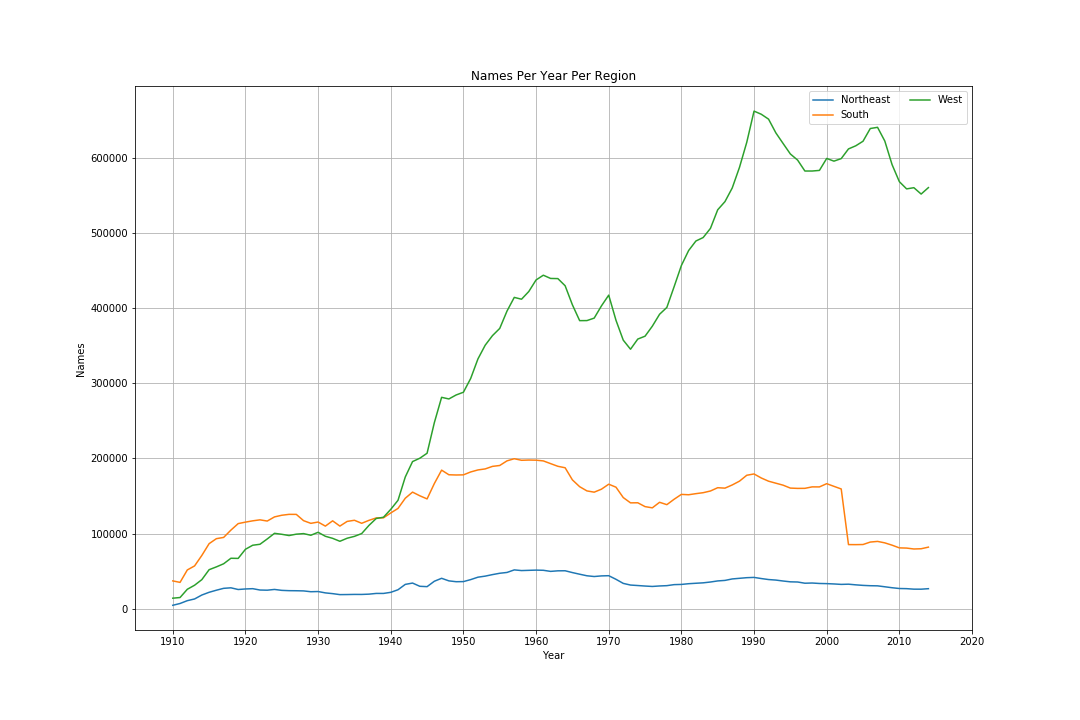 Names Per Year Per Region
Northeast
South
West
600000
500000
400000
300000
200000
100000
0
Names
1910 1920 1930 1940 1950 1960 1970 1980 1990 2000 2010 2020
Year